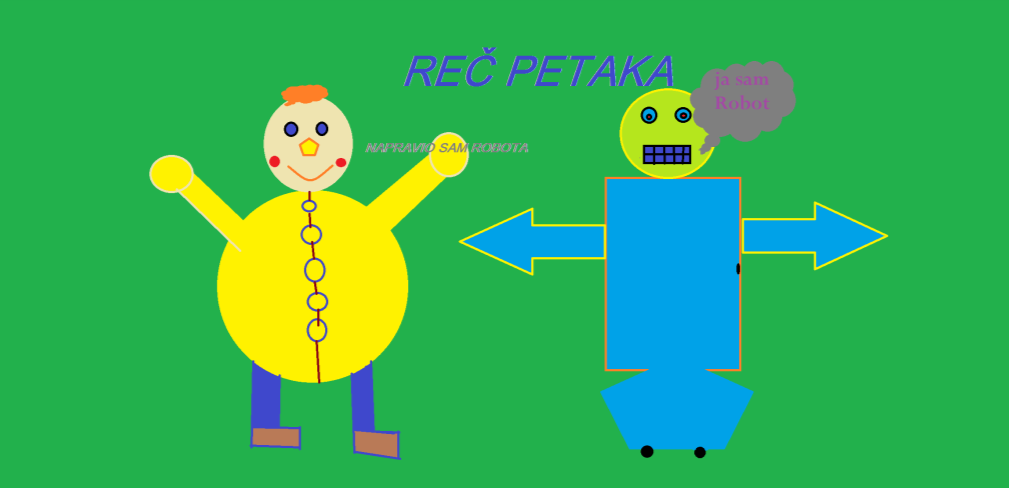 REČ PETAKA
ja sam
Robot
NAPRAVIO SAM ROBOTA